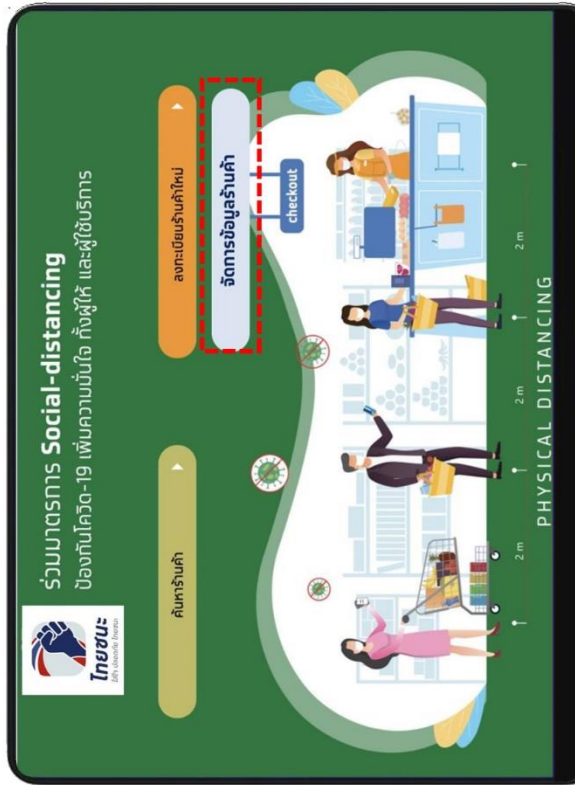 ไทยชนะ
ร่วมมาตรการ Social-distancing
ป้องกันโควิด-19 เพิ่มความมั่นใจ ทั้งผู้ให้ และผู้ใช้บริการ
ค้นหาร้านค้า
ลงทะเบียนร้านค้าใหม่
จัดการข้อมูลร้านค้า
checkout
2 m
2 m
2 m
PHYSICAL DISTANCING